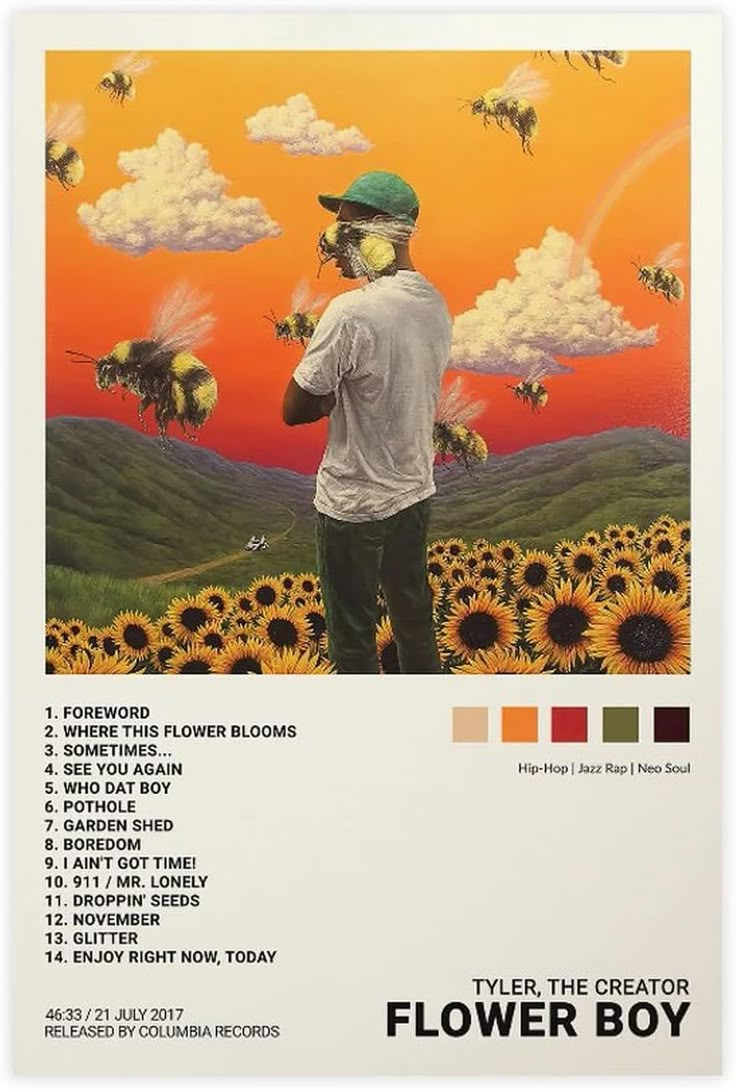 1. FOREWORD
2. WHERE THIS FLOWER BLOOMS
3. SOMETIMES...
4. SEE YOU AGAIN
5. WHO DAT BOY
6. POTHOLE
7. GARDEN SHED
8. BOREDOM
9. I AIN'T GOT TIME!
10. 911 / MR. LONELY
11. DROPPIN' SEEDS
12. NOVEMBER
13. GLITTER
14. ENJOY RIGHT NOW, TODAY
Hip-Hop | Jazz Rap | Neo Soul
46:33 / 21 JULY 2017
RELEASED BY COLUMBIA RECORDS
TYLER, THE CREATOR
FLOWER BOY